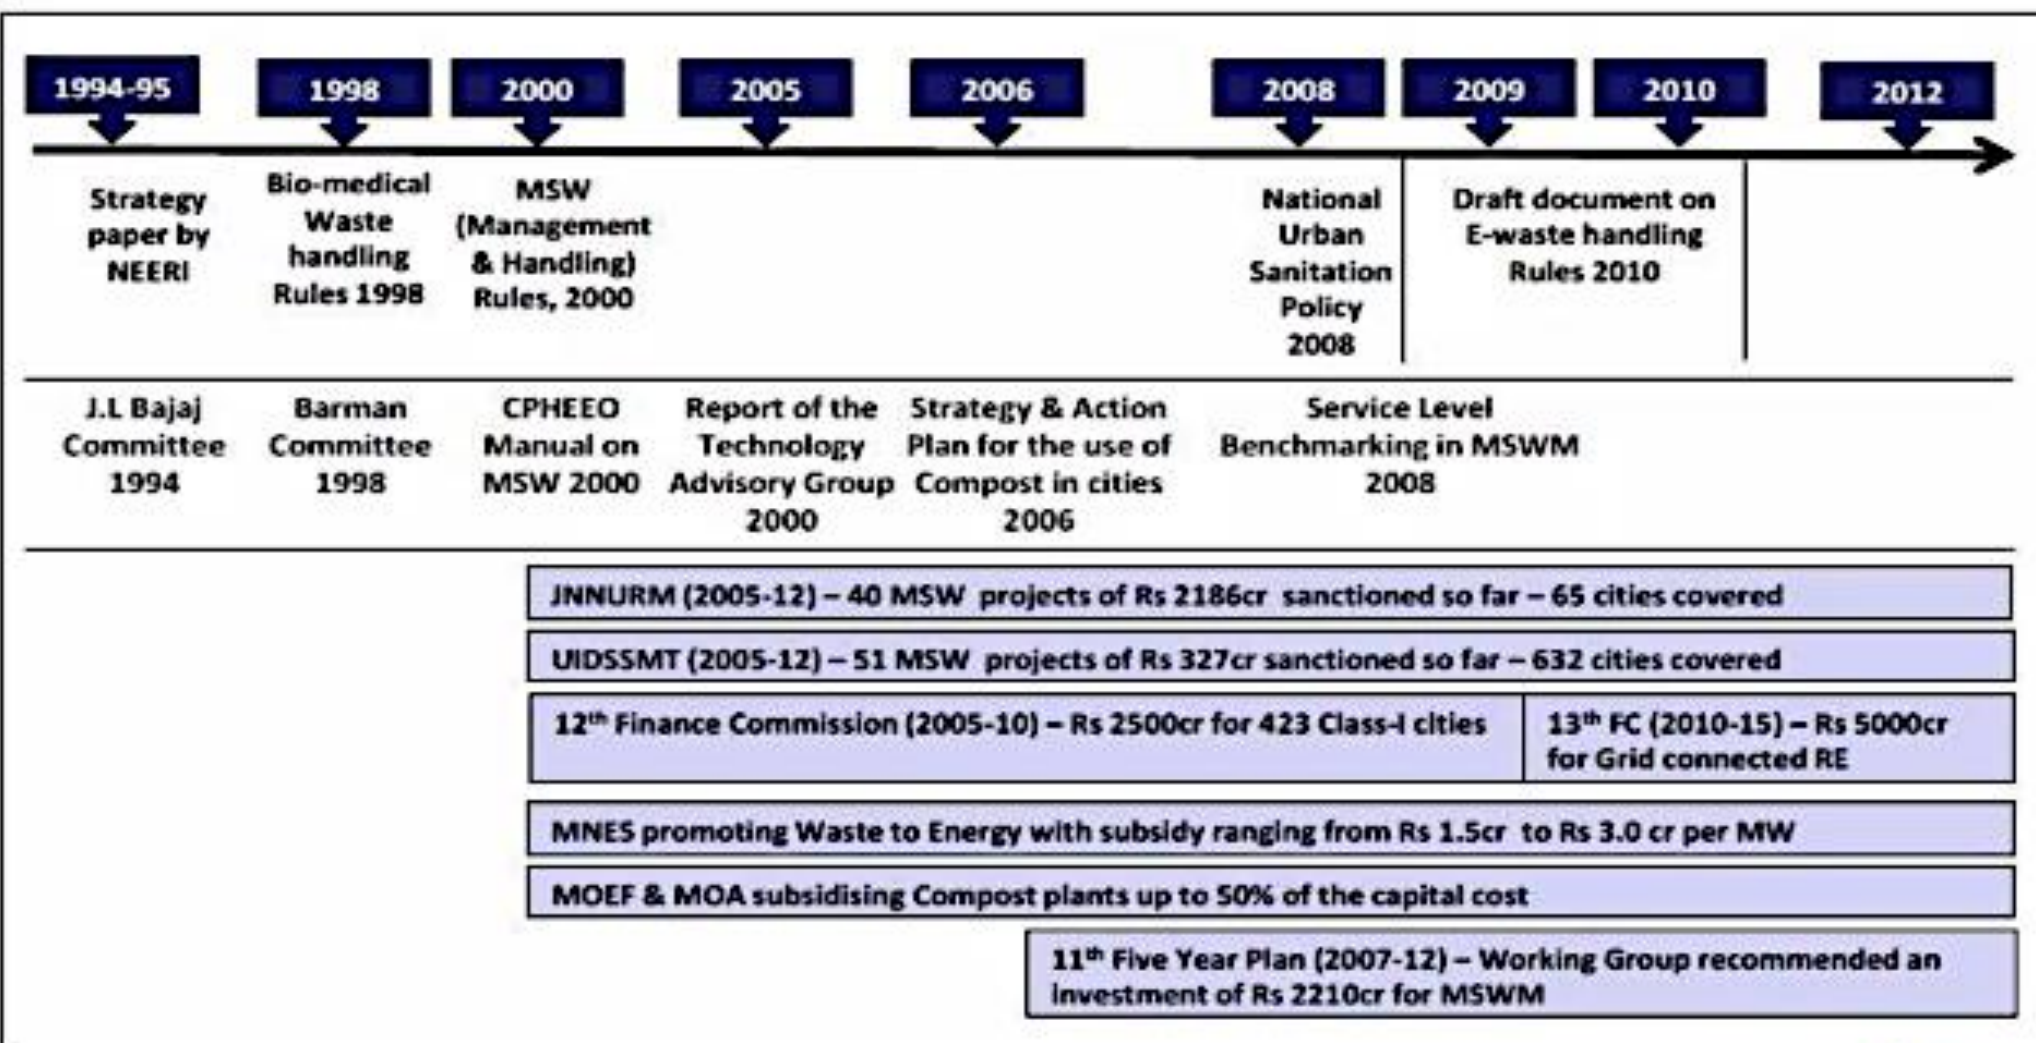 1994-95
1998
2000
2005
2006
2008
2009
2010
2012
Strategy
paper by
NEERI
Bio-medical
Waste
handling
Rules 1998
MSW
(Management
& Handling)
Rules, 2000
National
Urban
Sanitation
Policy
2008
Draft document on
E-waste handling
Rules 2010
J.L Bajaj
Committee
1994
Barman
Committee
1998
CPHEEO
Manual on
MSW 2000
Report of the
Technology
Advisory Group
2000
Strategy & Action
Plan for the use of
Compost in cities
2006
Service Level
Benchmarking in MSWM
2008
JNNURM (2005-12) – 40 MSW projects of Rs 2186cr sanctioned so far – 65 cities covered
UIDSSMT (2005-12) – 51 MSW projects of Rs 327cr sanctioned so far – 632 cities covered
12th Finance Commission (2005-10) – Rs 2500cr for 423 Class-I cities
13th FC (2010-15) – Rs 5000cr
for Grid connected RE
MNES promoting Waste to Energy with subsidy ranging from Rs 1.5cr to Rs 3.0 cr per MW
MOEF & MOA subsidising Compost plants up to 50% of the capital cost
11th Five Year Plan (2007-12) – Working Group recommended an
investment of Rs 2210cr for MSWM